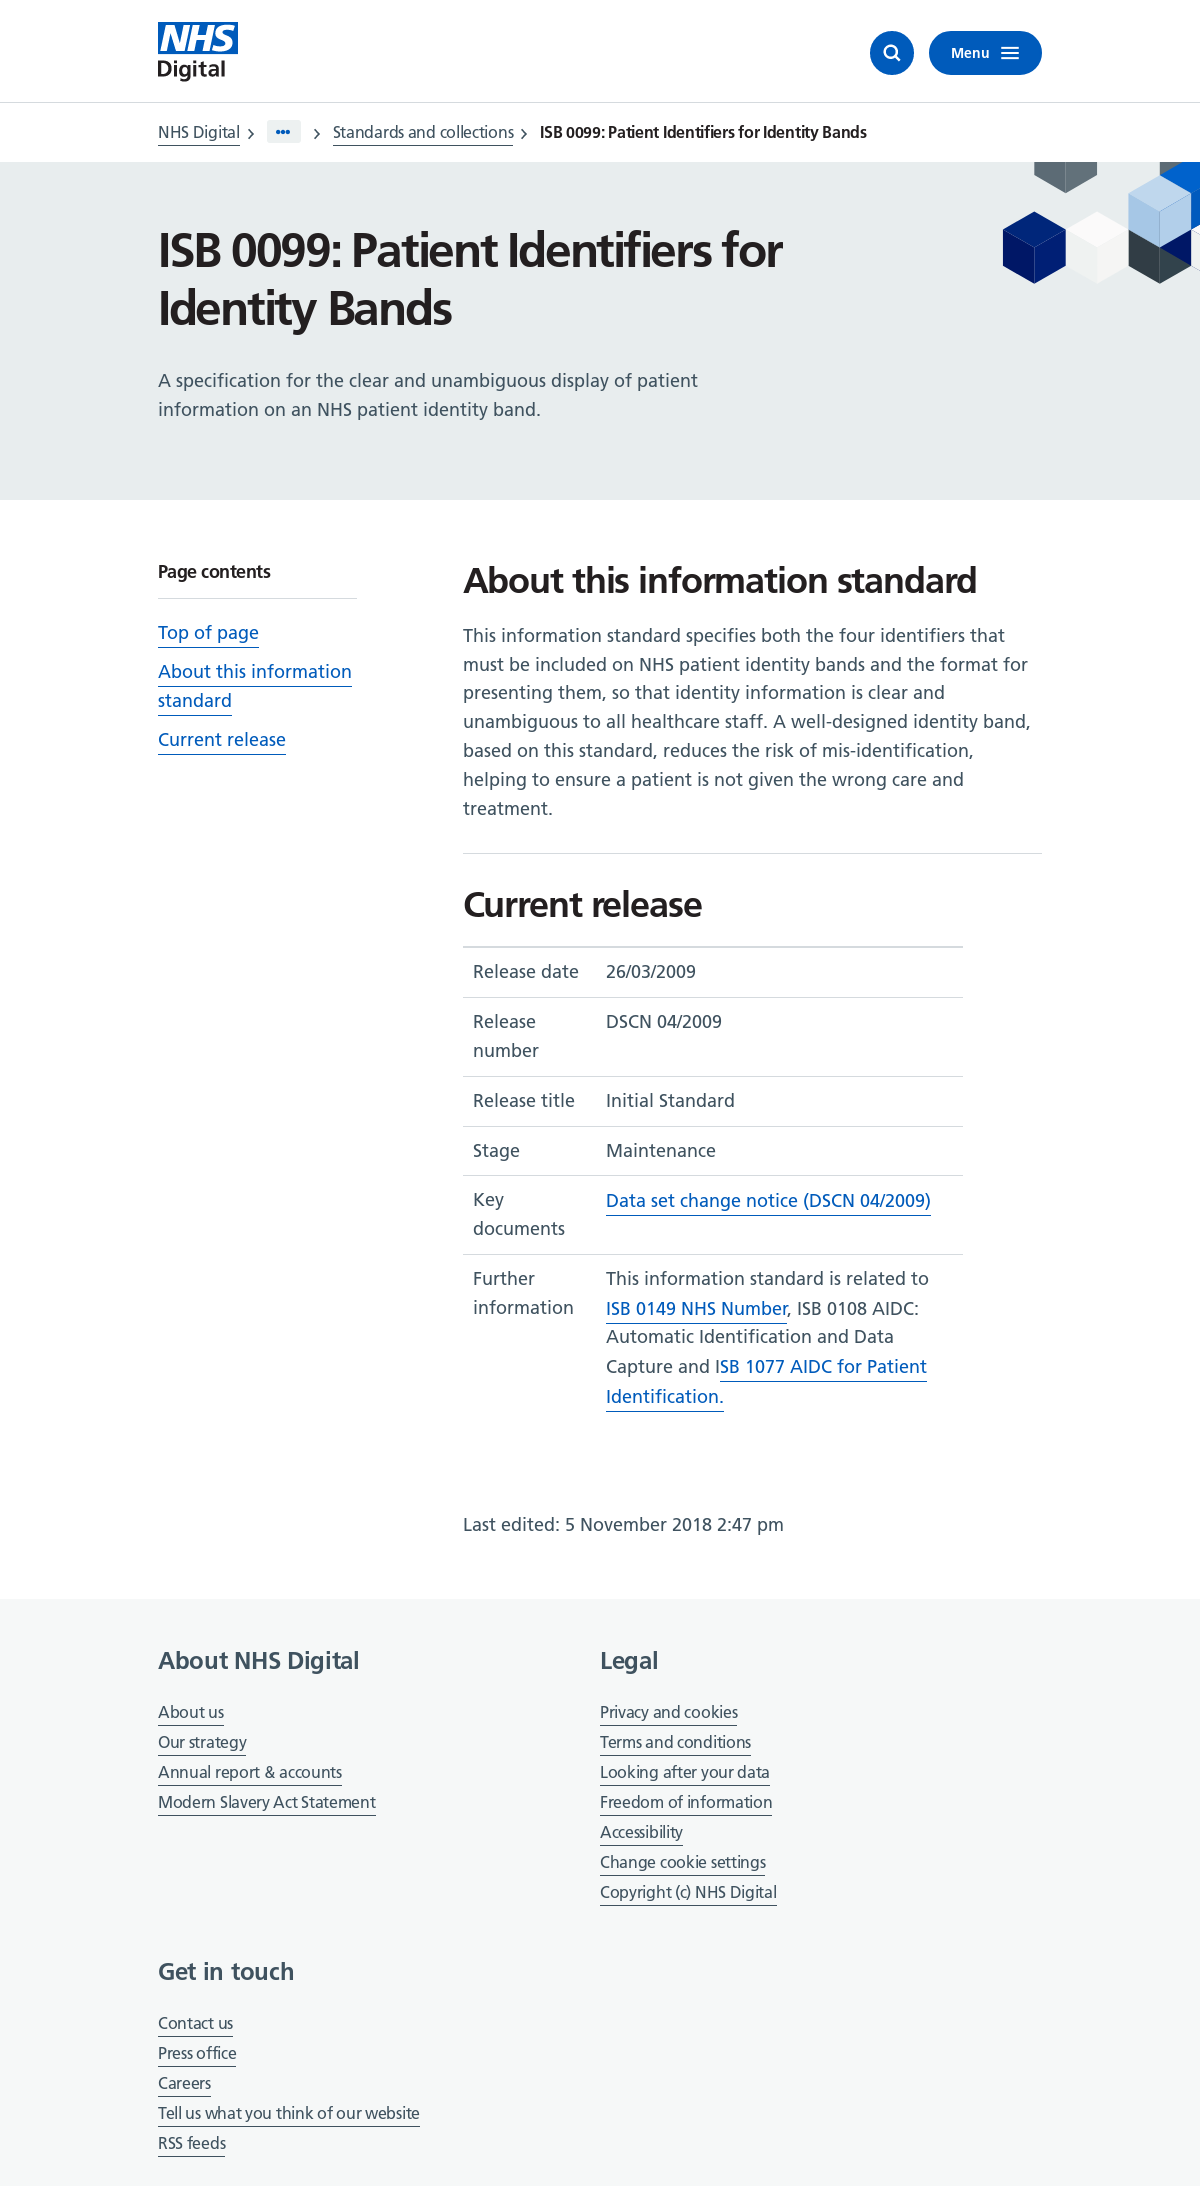 NHS
Digital
Menu
NHS Digital > ••• > Standards and collections > ISB 0099: Patient Identifiers for Identity Bands
ISB 0099: Patient Identifiers for
Identity Bands
A specification for the clear and unambiguous display of patient
information on an NHS patient identity band.
Page contents
Top of page
About this information
standard
Current release
About this information standard
This information standard specifies both the four identifiers that
must be included on NHS patient identity bands and the format for
presenting them, so that identity information is clear and
unambiguous to all healthcare staff. A well-designed identity band,
based on this standard, reduces the risk of mis-identification,
helping to ensure a patient is not given the wrong care and
treatment.
Current release
Release date 26/03/2009
Release DSCN 04/2009
number
Release title Initial Standard
Stage Maintenance
Key Data set change notice (DSCN 04/2009)
documents
Further This information standard is related to
information ISB 0149 NHS Number, ISB 0108 AIDC:
Automatic Identification and Data
Capture and ISB 1077 AIDC for Patient
Identification.
Last edited: 5 November 2018 2:47 pm
About NHS Digital
About us
Our strategy
Annual report & accounts
Modern Slavery Act Statement
Legal
Privacy and cookies
Terms and conditions
Looking after your data
Freedom of information
Accessibility
Change cookie settings
Copyright (c) NHS Digital
Get in touch
Contact us
Press office
Careers
Tell us what you think of our website
RSS feeds